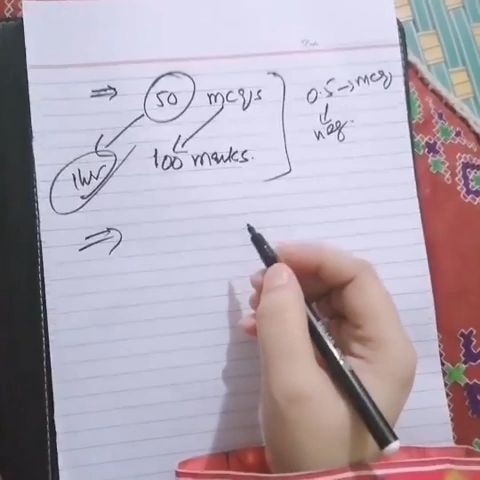 ⇒ 50 mcqs
0.5 → mcq
neg.
1hr
100 marks.
⇒